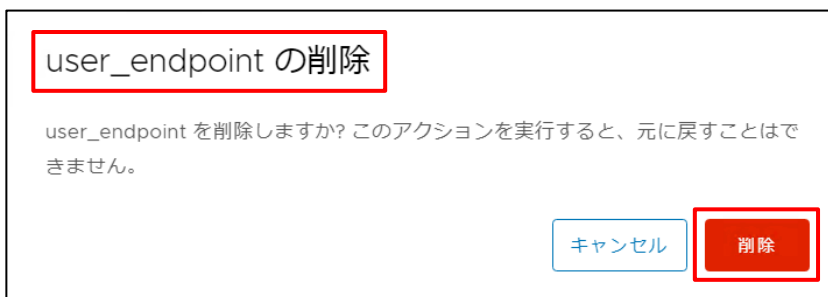 user_endpoint の削除
user_endpoint を削除しますか? このアクションを実行すると、元に戻すことはで
きません。
キャンセル
削除